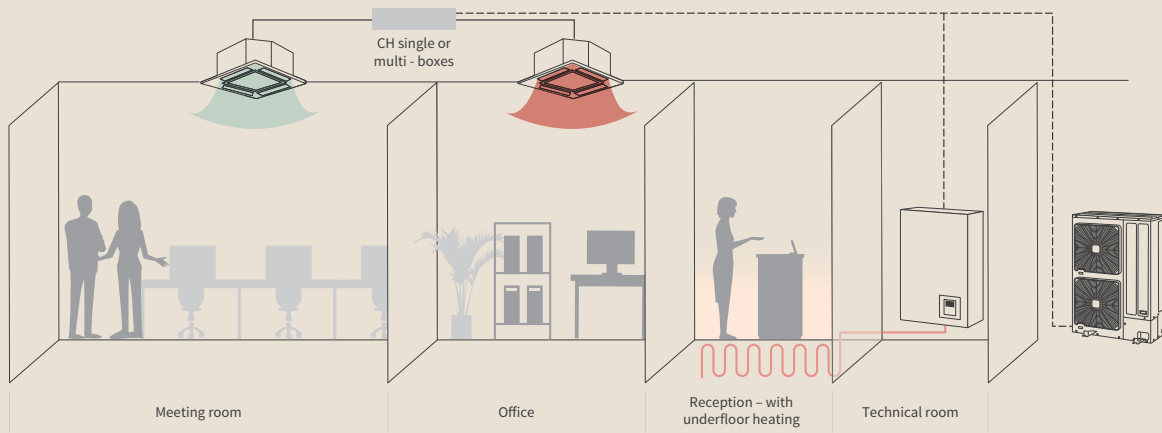 CH single or
multi - boxes
Meeting room
Office
Reception – with
underfloor heating
Technical room